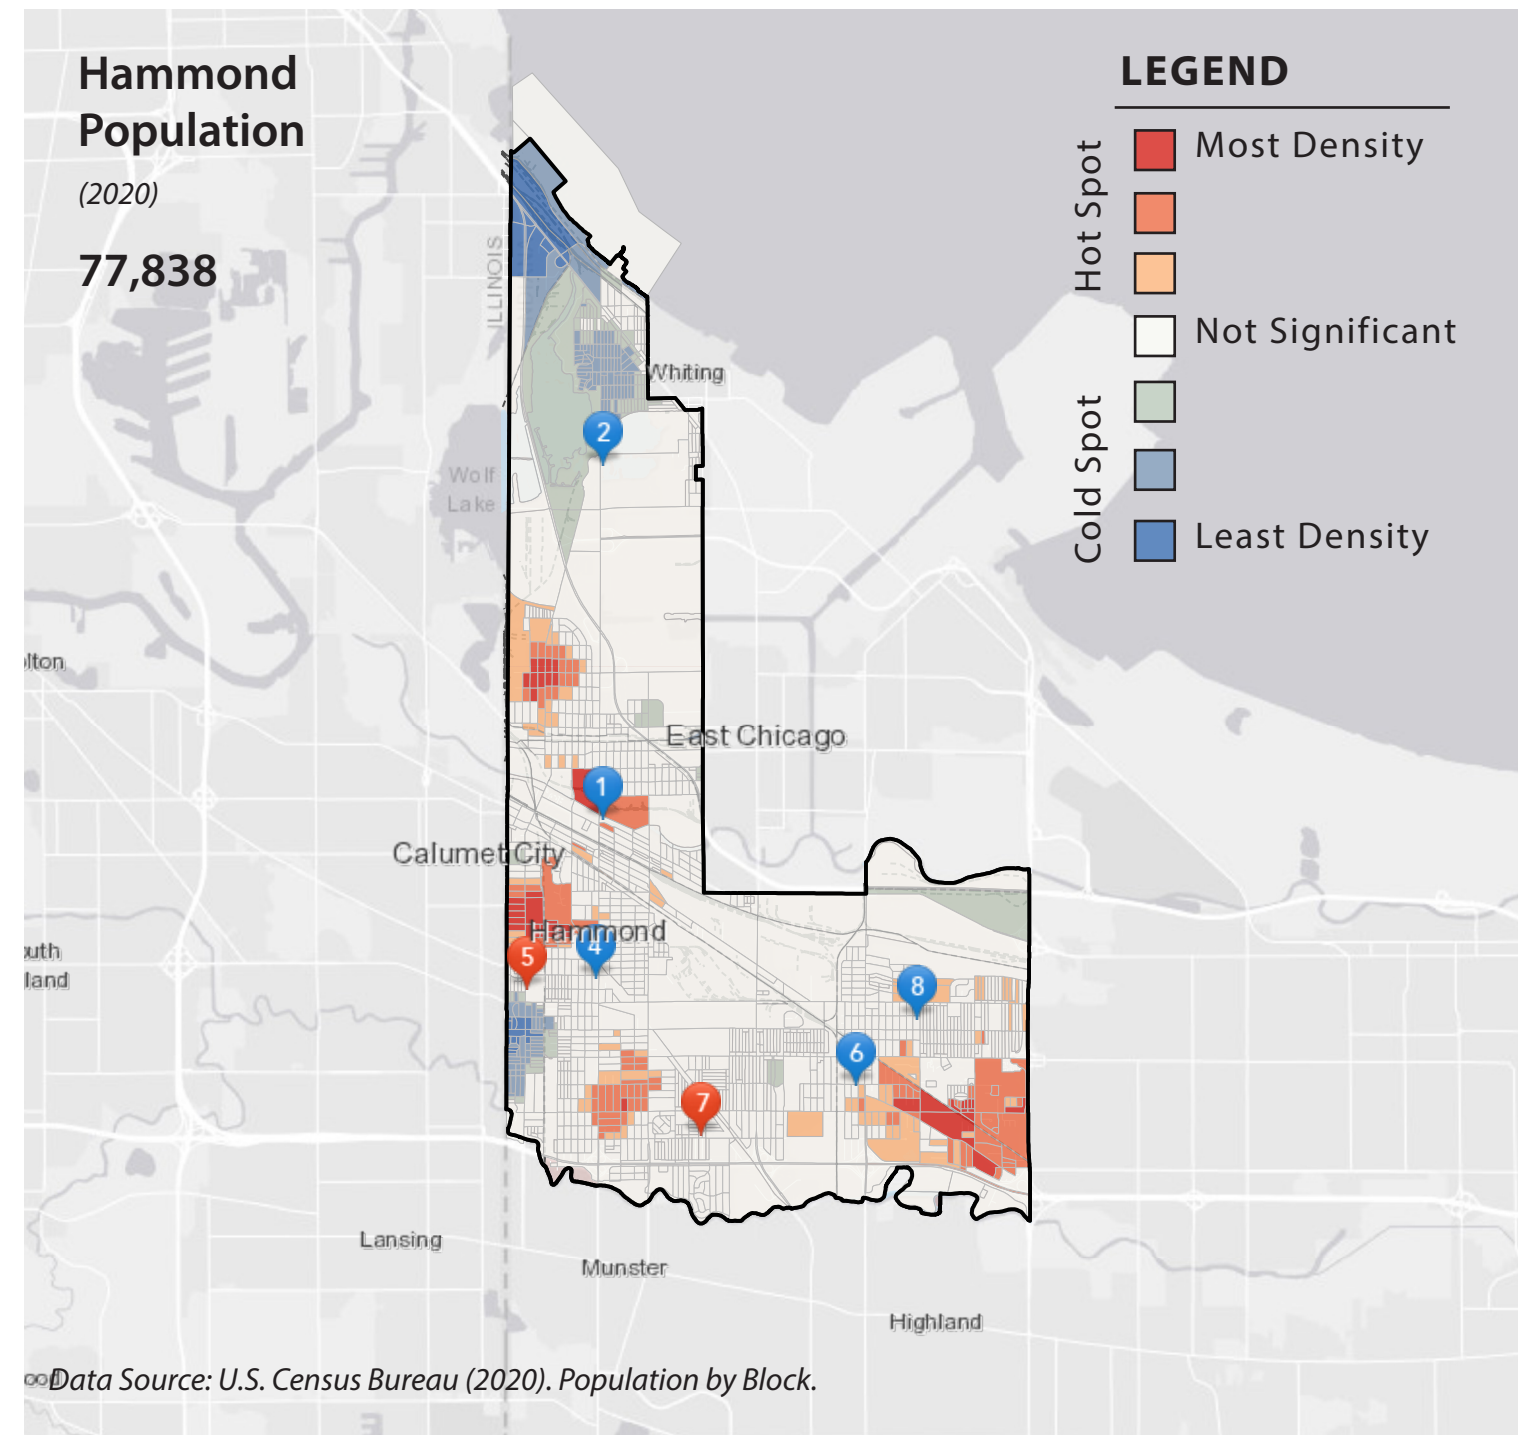 Hammond
Population
(2020)
77,838
LEGEND
Hot Spot
Most Density
Not Significant
Cold Spot
Least Density
ILLINOIS
Whiting
2
Wolf
Lake
lton
East Chicago
1
Calumet City
Hammond
5
4
outh
land
8
6
7
Lansing
Munster
Highland
ood
Data Source: U.S. Census Bureau (2020). Population by Block.